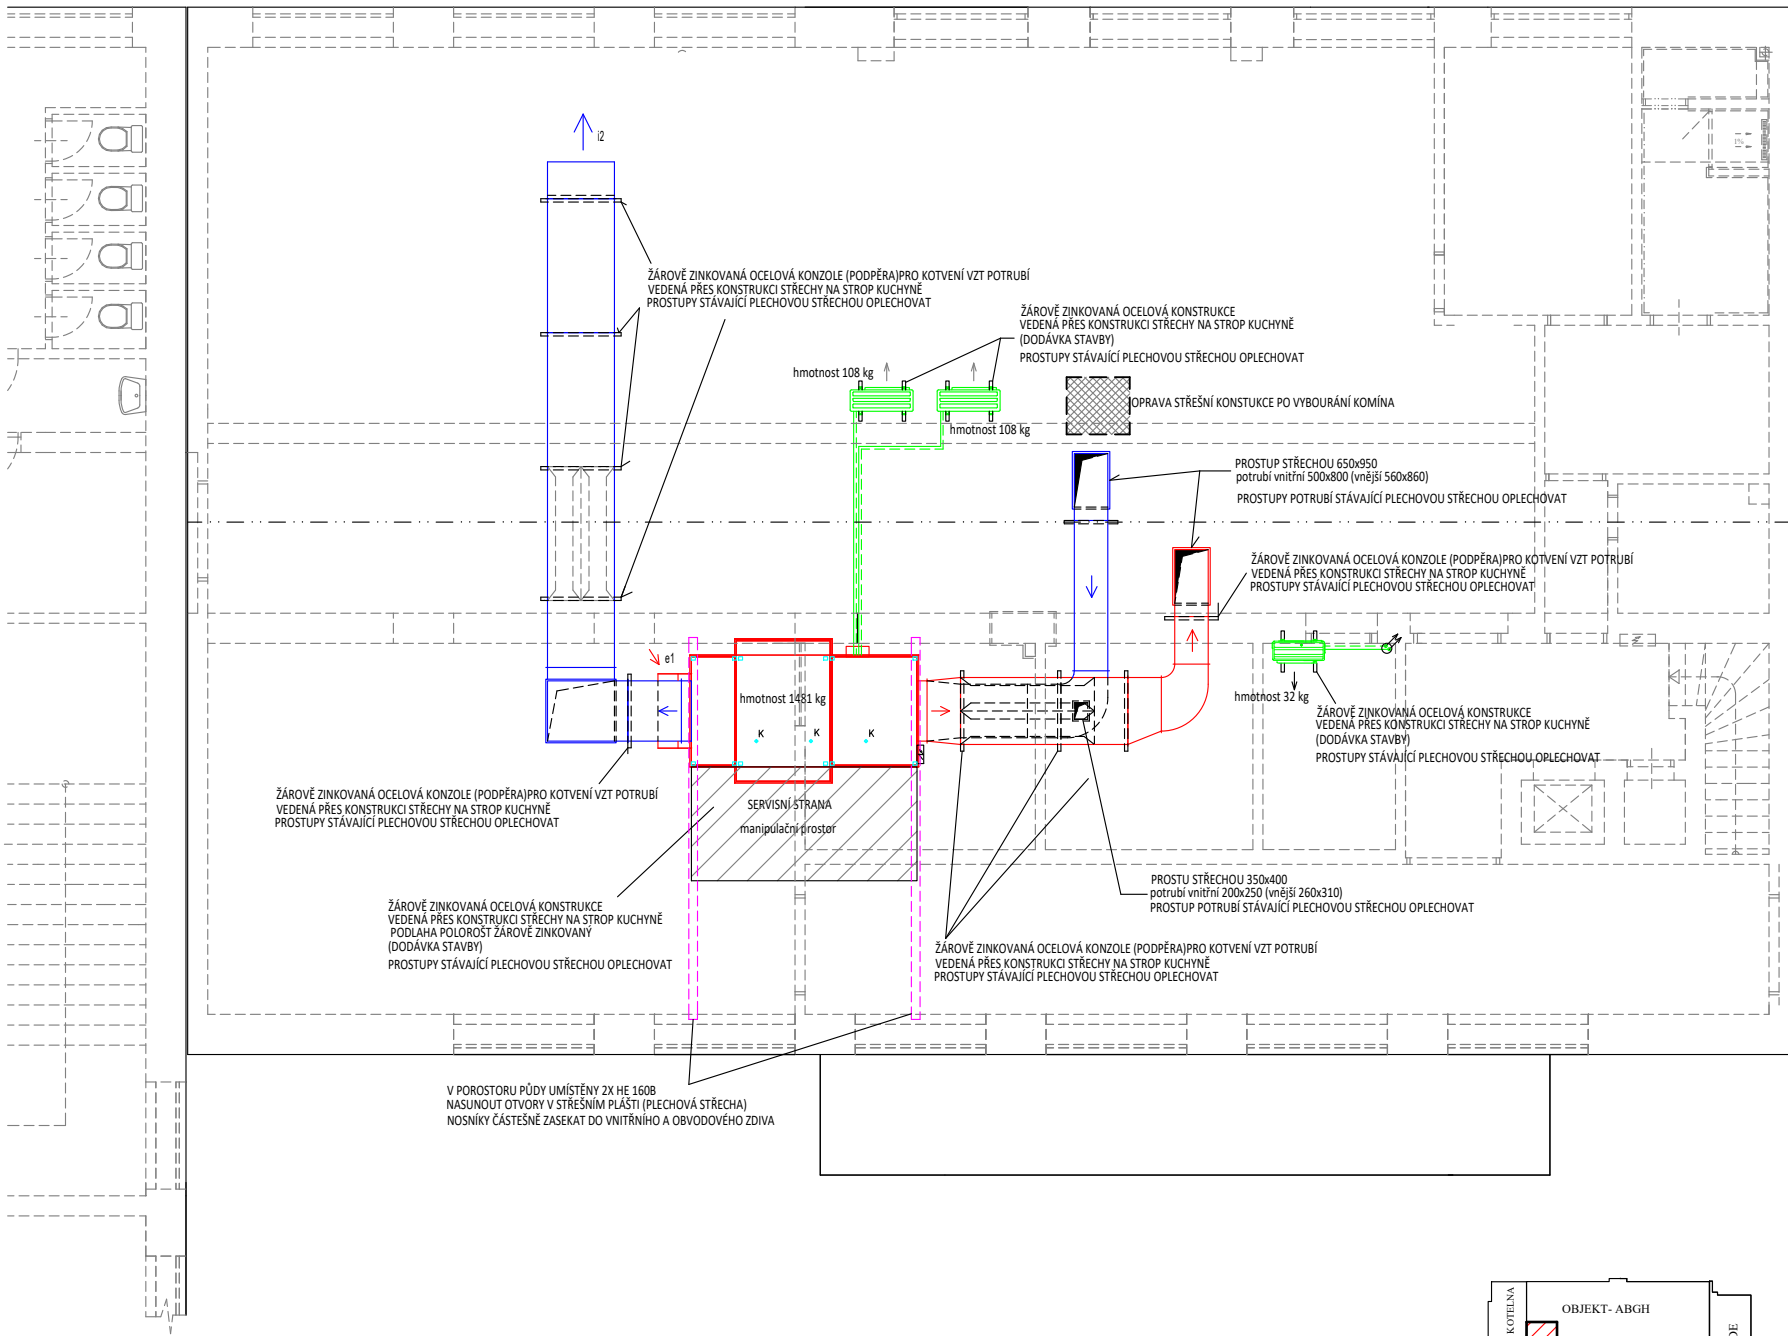 i2
ŽÁROVĚ ZINKOVANÁ OCELOVÁ KONZOLE (PODPĚRA)PRO KOTVENÍ VZT POTRUBÍ
VEDENÁ PŘES KONSTRUKCI STŘECHY NA STROP KUCHYNĚ
PROSTUPY STÁVAJÍCÍ PLECHOVOU STŘECHOU OPLECHOVAT
ŽÁROVĚ ZINKOVANÁ OCELOVÁ KONSTRUKCE
VEDENÁ PŘES KONSTRUKCI STŘECHY NA STROP KUCHYNĚ
(DODÁVKA STAVBY)
PROSTUPY STÁVAJÍCÍ PLECHOVOU STŘECHOU OPLECHOVAT
1%
hmotnost 108 kg
hmotnost 108 kg
OPRAVA STŘEŠNÍ KONSTUKCE PO VYBOURÁNÍ KOMÍNA
PROSTUP STŘECHOU 650x950
potrubí vnitřní 500x800 (vnější 560x860)
PROSTUPY POTRUBÍ STÁVAJÍCÍ PLECHOVOU STŘECHOU OPLECHOVAT
ŽÁROVĚ ZINKOVANÁ OCELOVÁ KONZOLE (PODPĚRA)PRO KOTVENÍ VZT POTRUBÍ
VEDENÁ PŘES KONSTRUKCI STŘECHY NA STROP KUCHYNĚ
PROSTUPY STÁVAJÍCÍ PLECHOVOU STŘECHOU OPLECHOVAT
e1
hmotnost 1481 kg
K
K
K
hmotnost 32 kg
ŽÁROVĚ ZINKOVANÁ OCELOVÁ KONSTRUKCE
VEDENÁ PŘES KONSTRUKCI STŘECHY NA STROP KUCHYNĚ
(DODÁVKA STAVBY)
PROSTUPY STÁVAJÍCÍ PLECHOVOU STŘECHOU OPLECHOVAT
ŽÁROVĚ ZINKOVANÁ OCELOVÁ KONZOLE (PODPĚRA)PRO KOTVENÍ VZT POTRUBÍ
VEDENÁ PŘES KONSTRUKCI STŘECHY NA STROP KUCHYNĚ
PROSTUPY STÁVAJÍCÍ PLECHOVOU STŘECHOU OPLECHOVAT
SERVISNÍ STRANA
manipulační prostor
ŽÁROVĚ ZINKOVANÁ OCELOVÁ KONSTRUKCE
VEDENÁ PŘES KONSTRUKCI STŘECHY NA STROP KUCHYNĚ
PODLAHA POLOROŠT ŽÁROVĚ ZINKOVANÝ
(DODÁVKA STAVBY)
PROSTUPY STÁVAJÍCÍ PLECHOVOU STŘECHOU OPLECHOVAT
PROSTU STŘECHOU 350x400
potrubí vnitřní 200x250 (vnější 260x310)
PROSTUP POTRUBÍ STÁVAJÍCÍ PLECHOVOU STŘECHOU OPLECHOVAT
ŽÁROVĚ ZINKOVANÁ OCELOVÁ KONZOLE (PODPĚRA)PRO KOTVENÍ VZT POTRUBÍ
VEDENÁ PŘES KONSTRUKCI STŘECHY NA STROP KUCHYNĚ
PROSTUPY STÁVAJÍCÍ PLECHOVOU STŘECHOU OPLECHOVAT
V POROSTORU PŮDY UMÍSTĚNY 2X HE 160B
NASUNOUT OTVORY V STŘEŠNÍM PLÁŠTI (PLECHOVÁ STŘECHA)
NOSNÍKY ČÁSTEŠNĚ ZASEKAT DO VNITŘNÍHO A OBVODOVÉHO ZDIVA
KOTELNA
OBJEKT- ABGH
DE